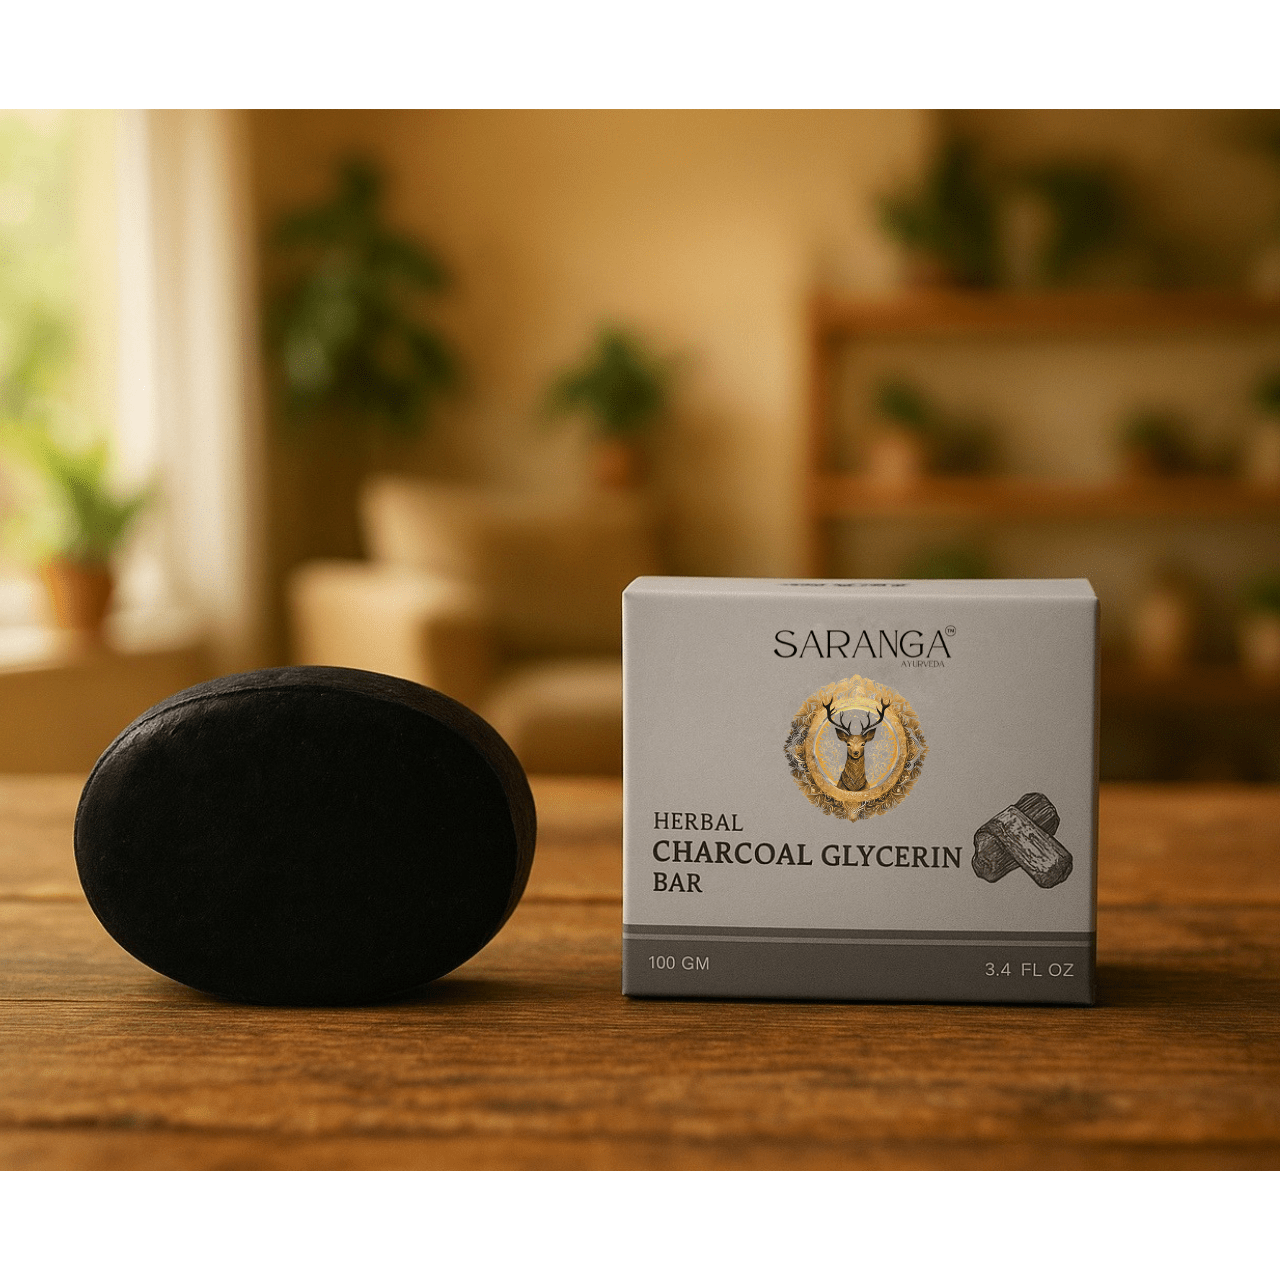 SARANGA™
AYURVEDA
HERBAL
CHARCOAL GLYCERIN
BAR
100 GM
3.4 FL OZ